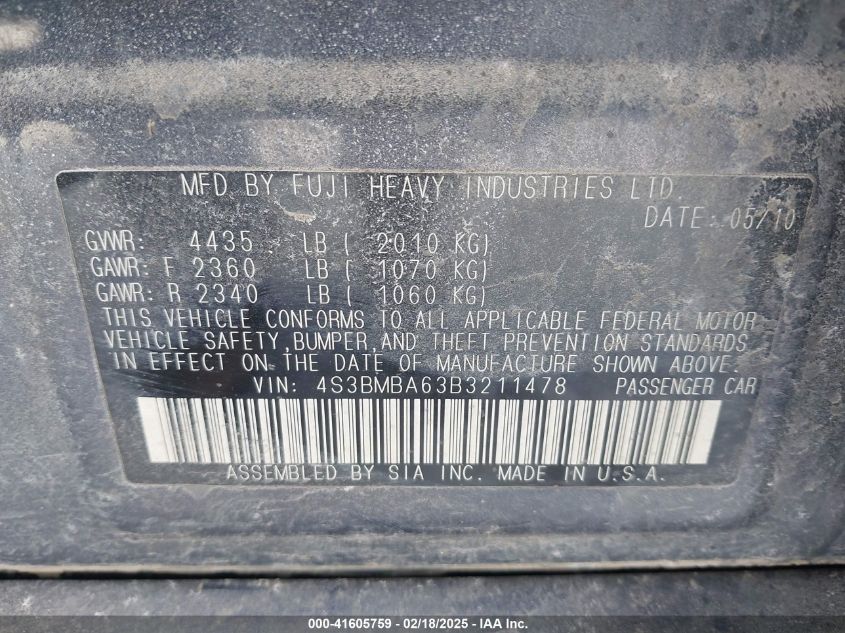 MFD BY FUJI HEAVY INDUSTRIES LTD.
DATE: 05/10
GVWR: 4435 LB ( 2010 KG)
GAWR: F 2360 LB ( 1070 KG)
GAWR: R 2340 LB ( 1060 KG)
THIS VEHICLE CONFORMS TO ALL APPLICABLE FEDERAL MOTOR
VEHICLE SAFETY, BUMPER, AND THEFT PREVENTION STANDARDS
IN EFFECT ON THE DATE OF MANUFACTURE SHOWN ABOVE.
VIN: 4S3BMBA63B3211478 PASSENGER CAR
ASSEMBLED BY SIA INC. MADE IN U.S.A.
000-41605759 - 02/18/2025 - IAA Inc.